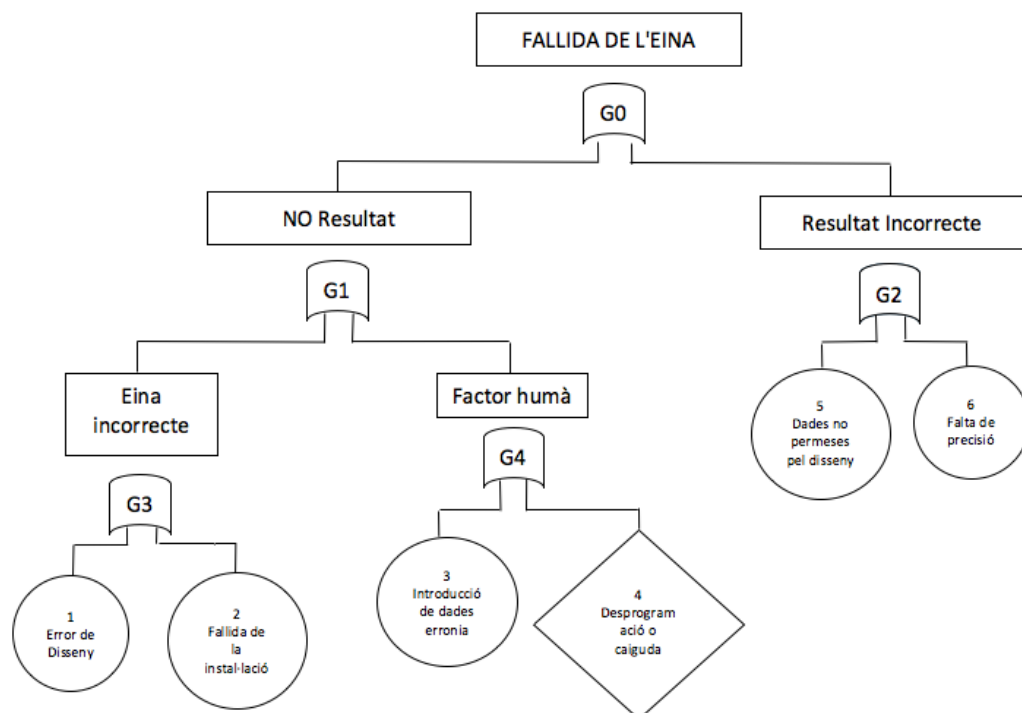 FALLIDA DE L'EINA
G0
NO Resultat
Resultat Incorrecte
G1
G2
Eina
incorrecte
Factor humà
5
Dades no
permeses
pel disseny
6
Falta de
precisió
G3
G4
1
Error de
Disseny
2
Fallida de
la
instal·lació
3
Introducció
de dades
erronia
4
Desprogram
ació o
caiguda